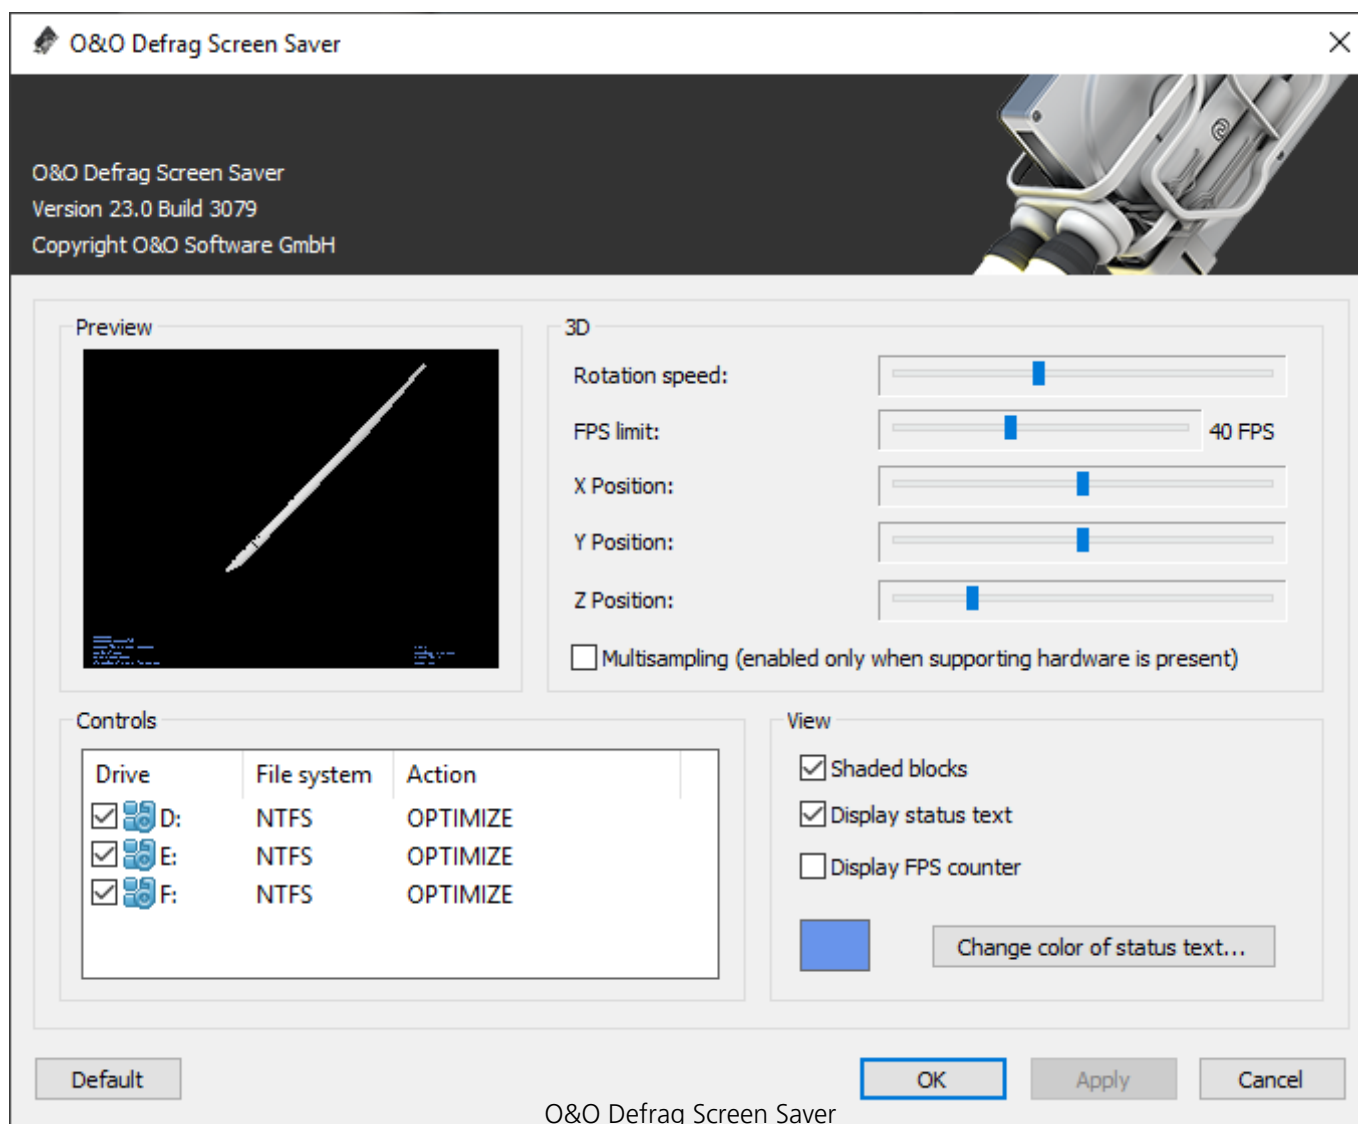 O&O Defrag Screen Saver
O&O Defrag Screen Saver
Version 23.0 Build 3079
Copyright O&O Software GmbH
Preview
3D
Rotation speed:
FPS limit:
40 FPS
X Position:
Y Position:
Z Position:
Multisampling (enabled only when supporting hardware is present)
Controls
Drive File system Action
D: NTFS OPTIMIZE
E: NTFS OPTIMIZE
F: NTFS OPTIMIZE
View
Shaded blocks
Display status text
Display FPS counter
Change color of status text...
Default
OK
Apply
Cancel
O&O Defrag Screen Saver